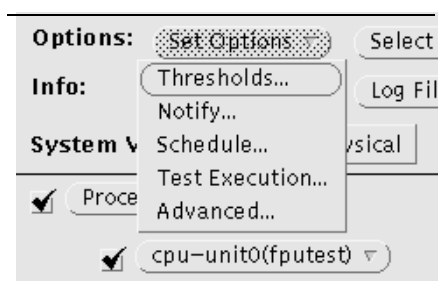 Options: Set Options Select
Thresholds...
Info: Log Fil
Notify...
System V Schedule... ysical
Test Execution...
Proce
Advanced...
cpu-unit0(fputest)